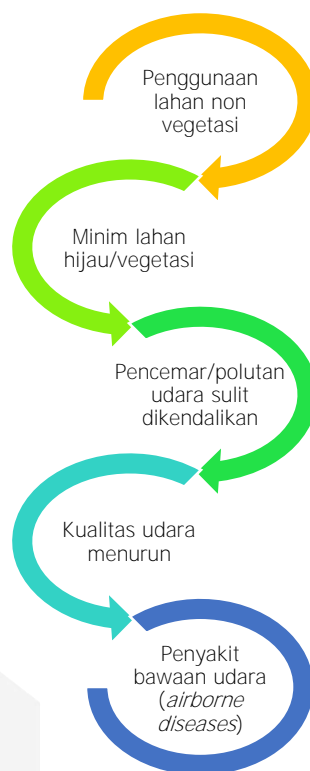 Penggunaan
lahan non
vegetasi
Minim lahan
hijau/vegetasi
Pencemar/polutan
udara sulit
dikendalikan
Kualitas udara
menurun
Penyakit
bawaan udara
(airborne
diseases)